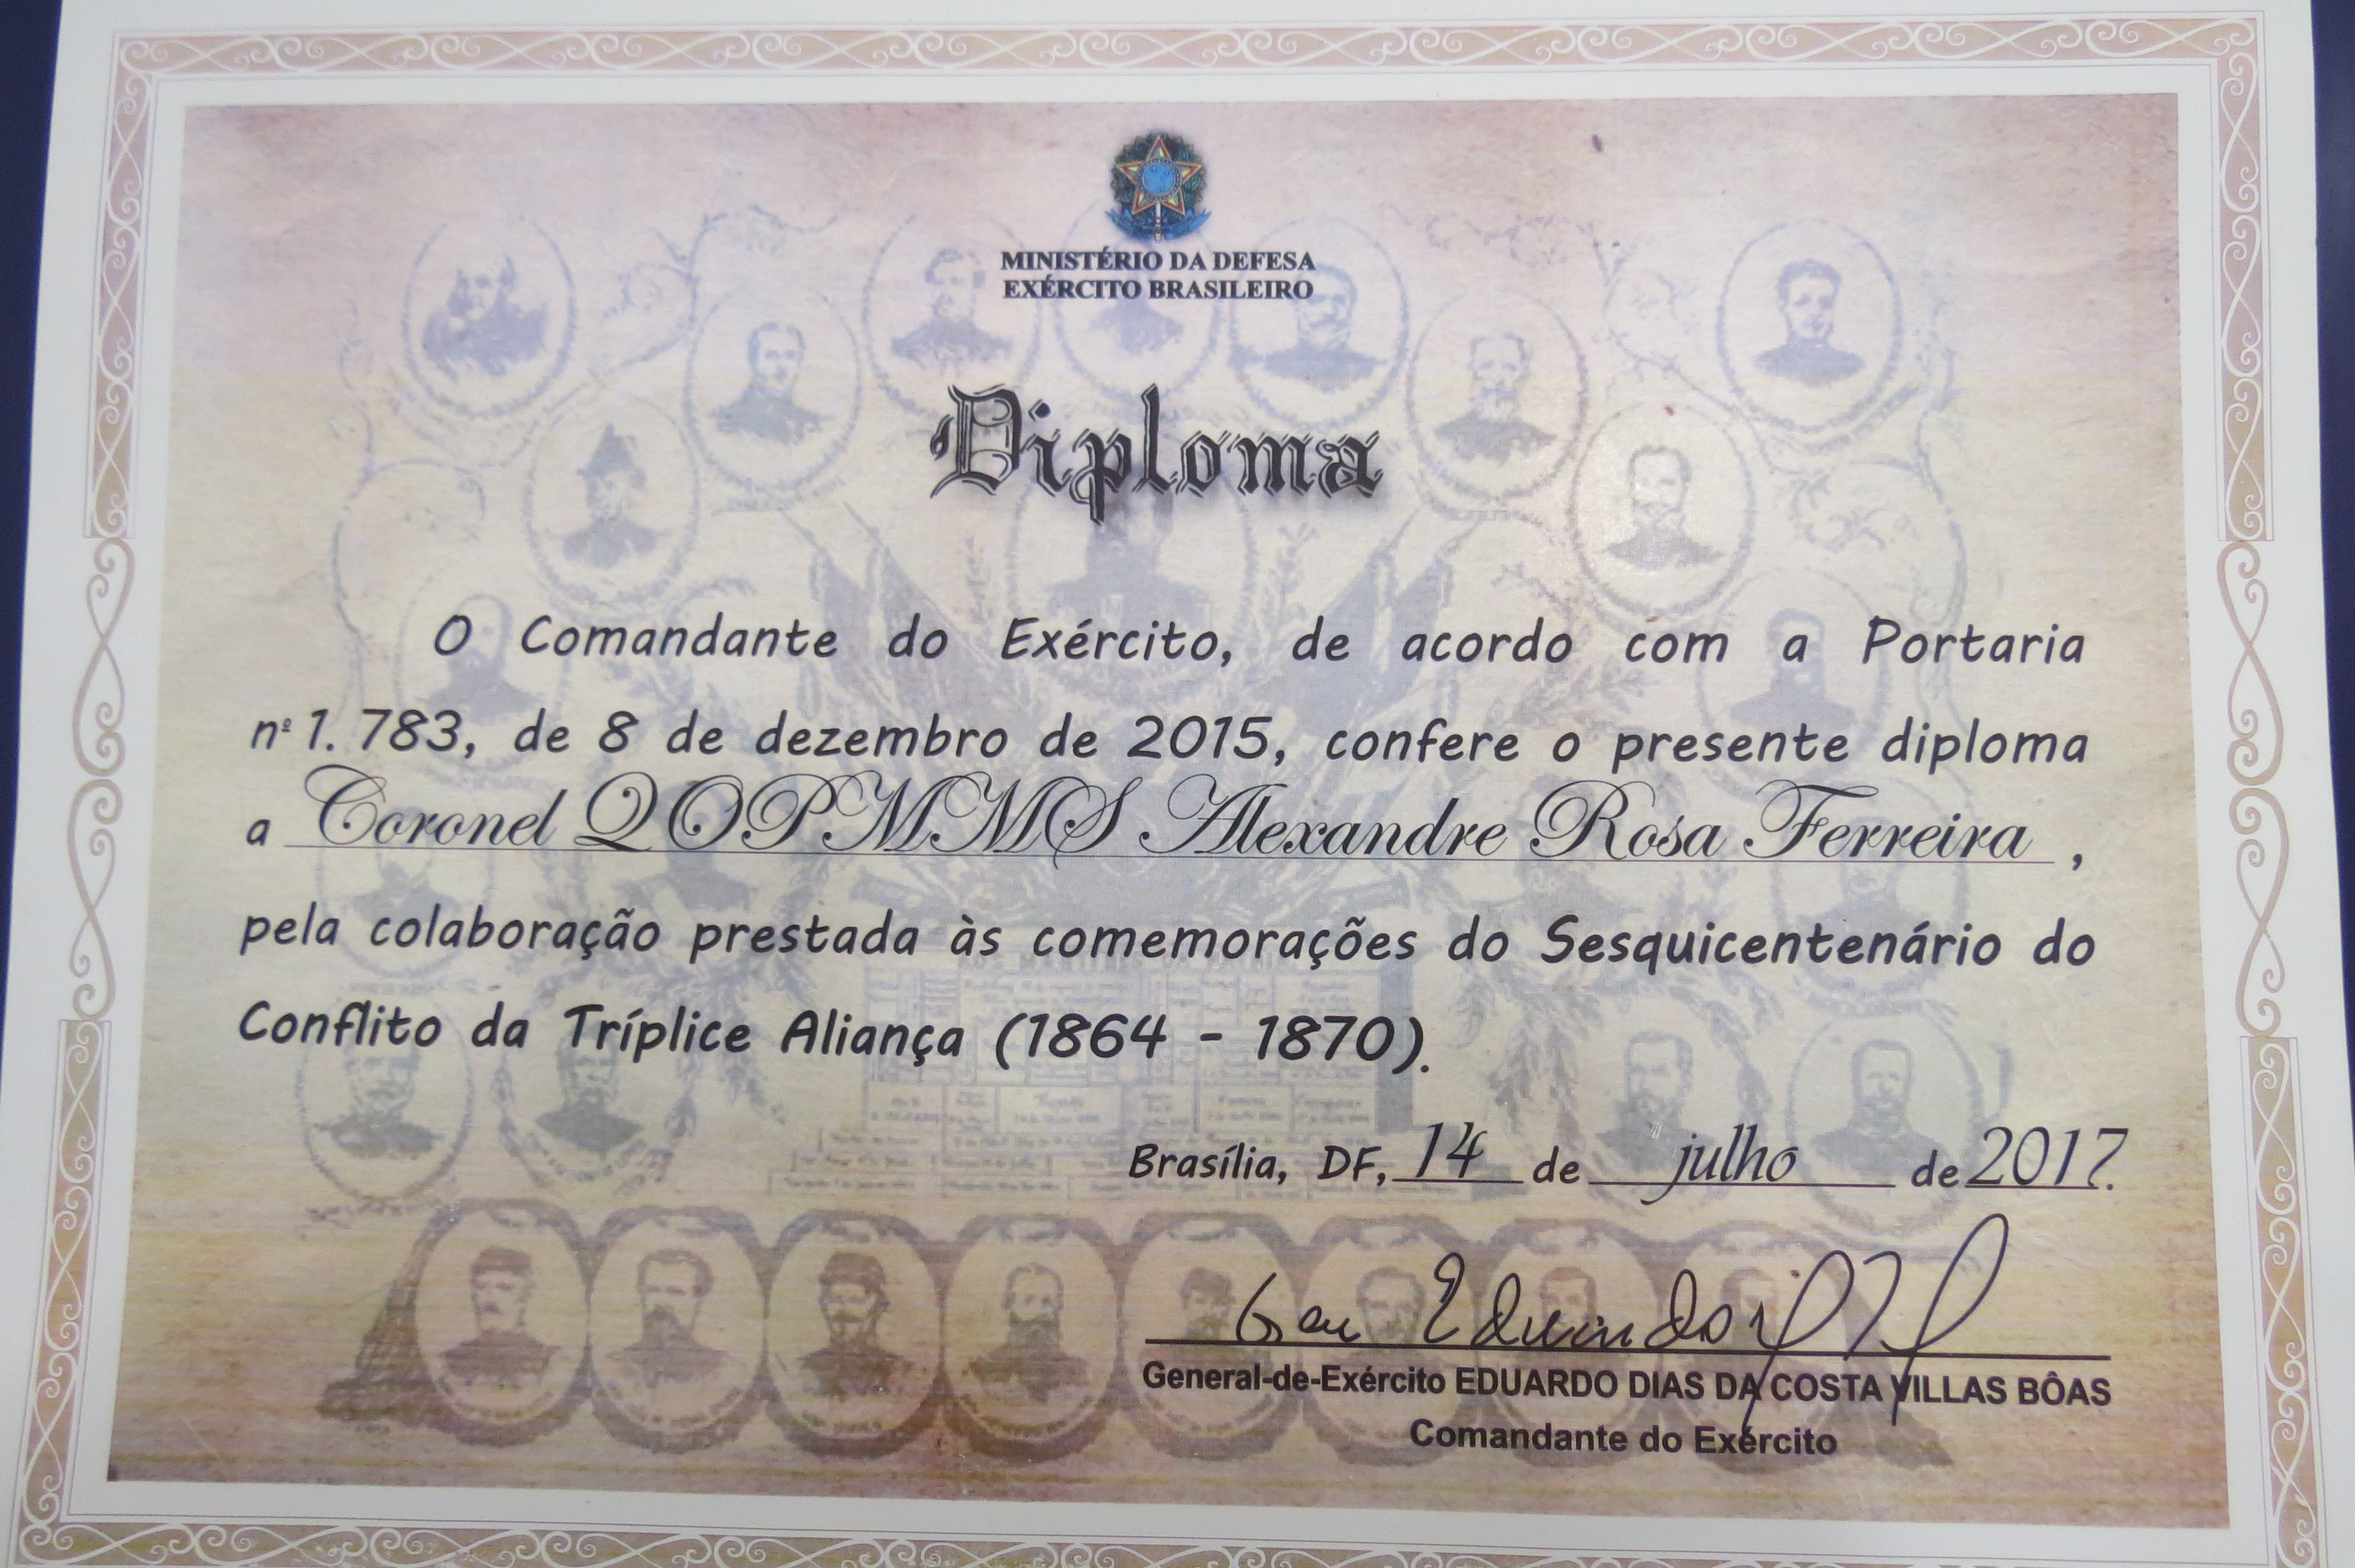 MINISTÉRIO DA DEFESA
EXÉRCITO BRASILEIRO
Diploma
O Comandante do Exército, de acordo com a Portaria
nº 1. 783, de 8 de dezembro de 2015, confere o presente diploma
a Coronel QOPMMS Alexandre Rosa Ferreira ,
pela colaboração prestada às comemorações do Sesquicentenário do
Conflito da Tríplice Aliança (1864 - 1870).
Brasília, DF, 14 de julho de 2017.
Gen Eduardo
General-de-Exército EDUARDO DIAS DA COSTA VILLAS BÔAS
Comandante do Exército